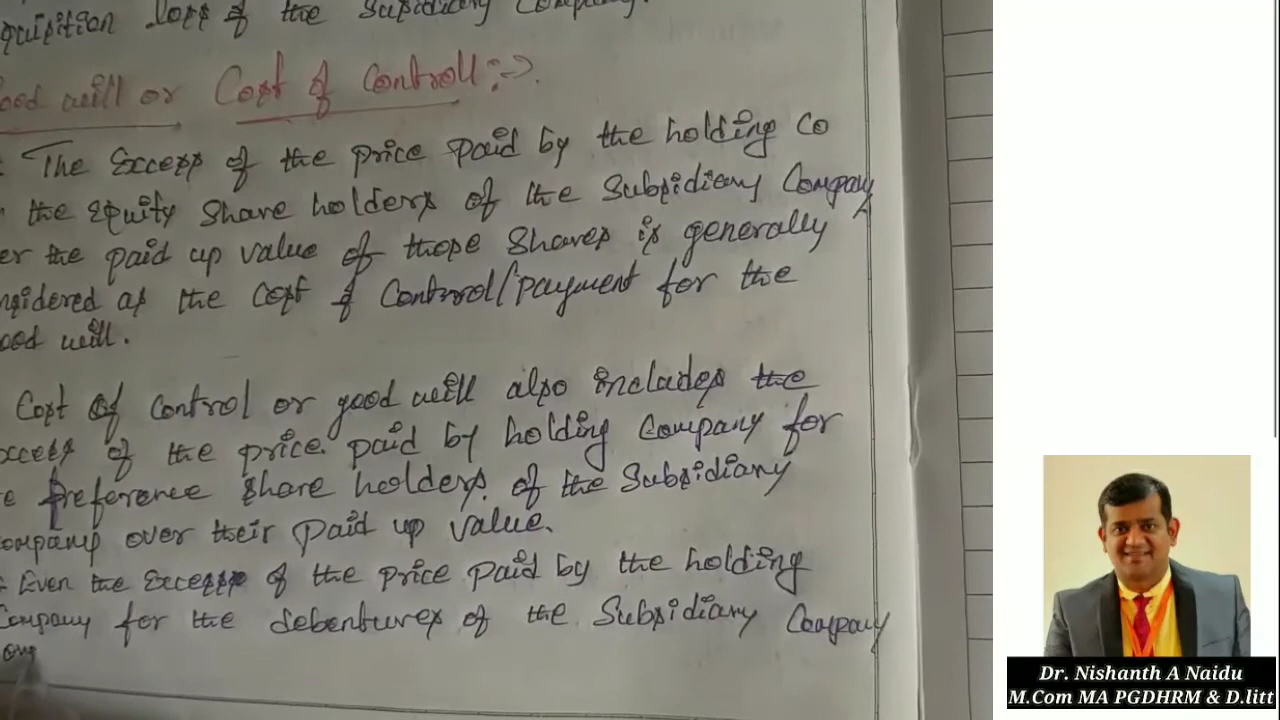 quisition loss of the Subsidiary Company.
ood will or Cost of Controll :->.
: The Excess of the price paid by the holding Co
the Equity Share holders of the Subsidiary Company
er the paid up value of those Shares is generally
nsidered as the Cost of Control/payment for the
ood will.
Cost of Control or good will also includes the
xcess of the price paid by holding Company for
e Preference Share holders. of the Subsidiary
ompany over their Paid up value.
: Even the Excess of the price paid by the holding
Company for the debentures of the Subsidiary Company
Dr. Nishanth A Naidu
M.Com MA PGDHRM & D.litt